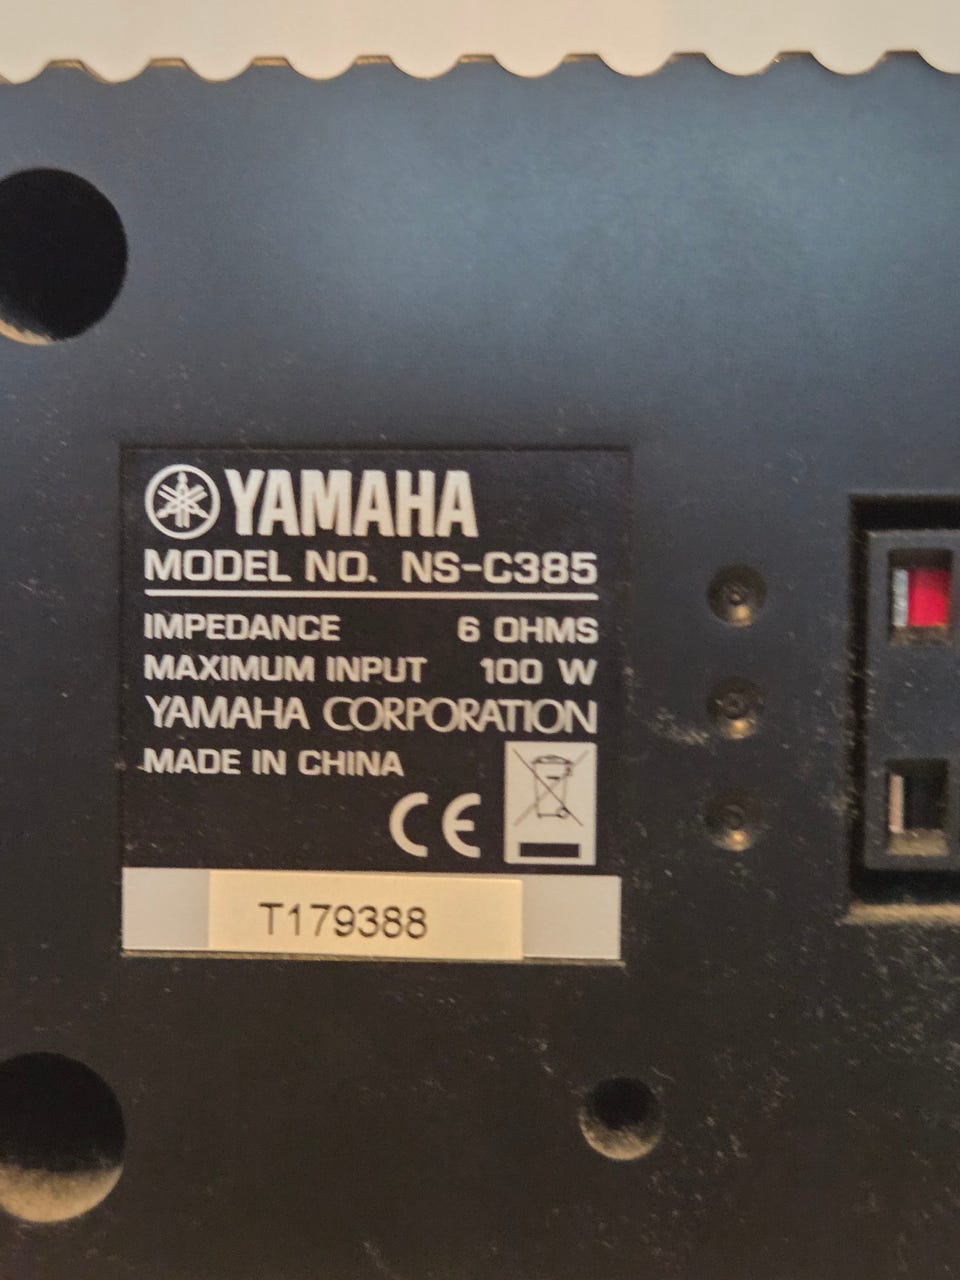 YAMAHA
MODEL NO. NS-C385
IMPEDANCE 6 OHMS
MAXIMUM INPUT 100 W
YAMAHA CORPORATION
MADE IN CHINA
CE
T179388